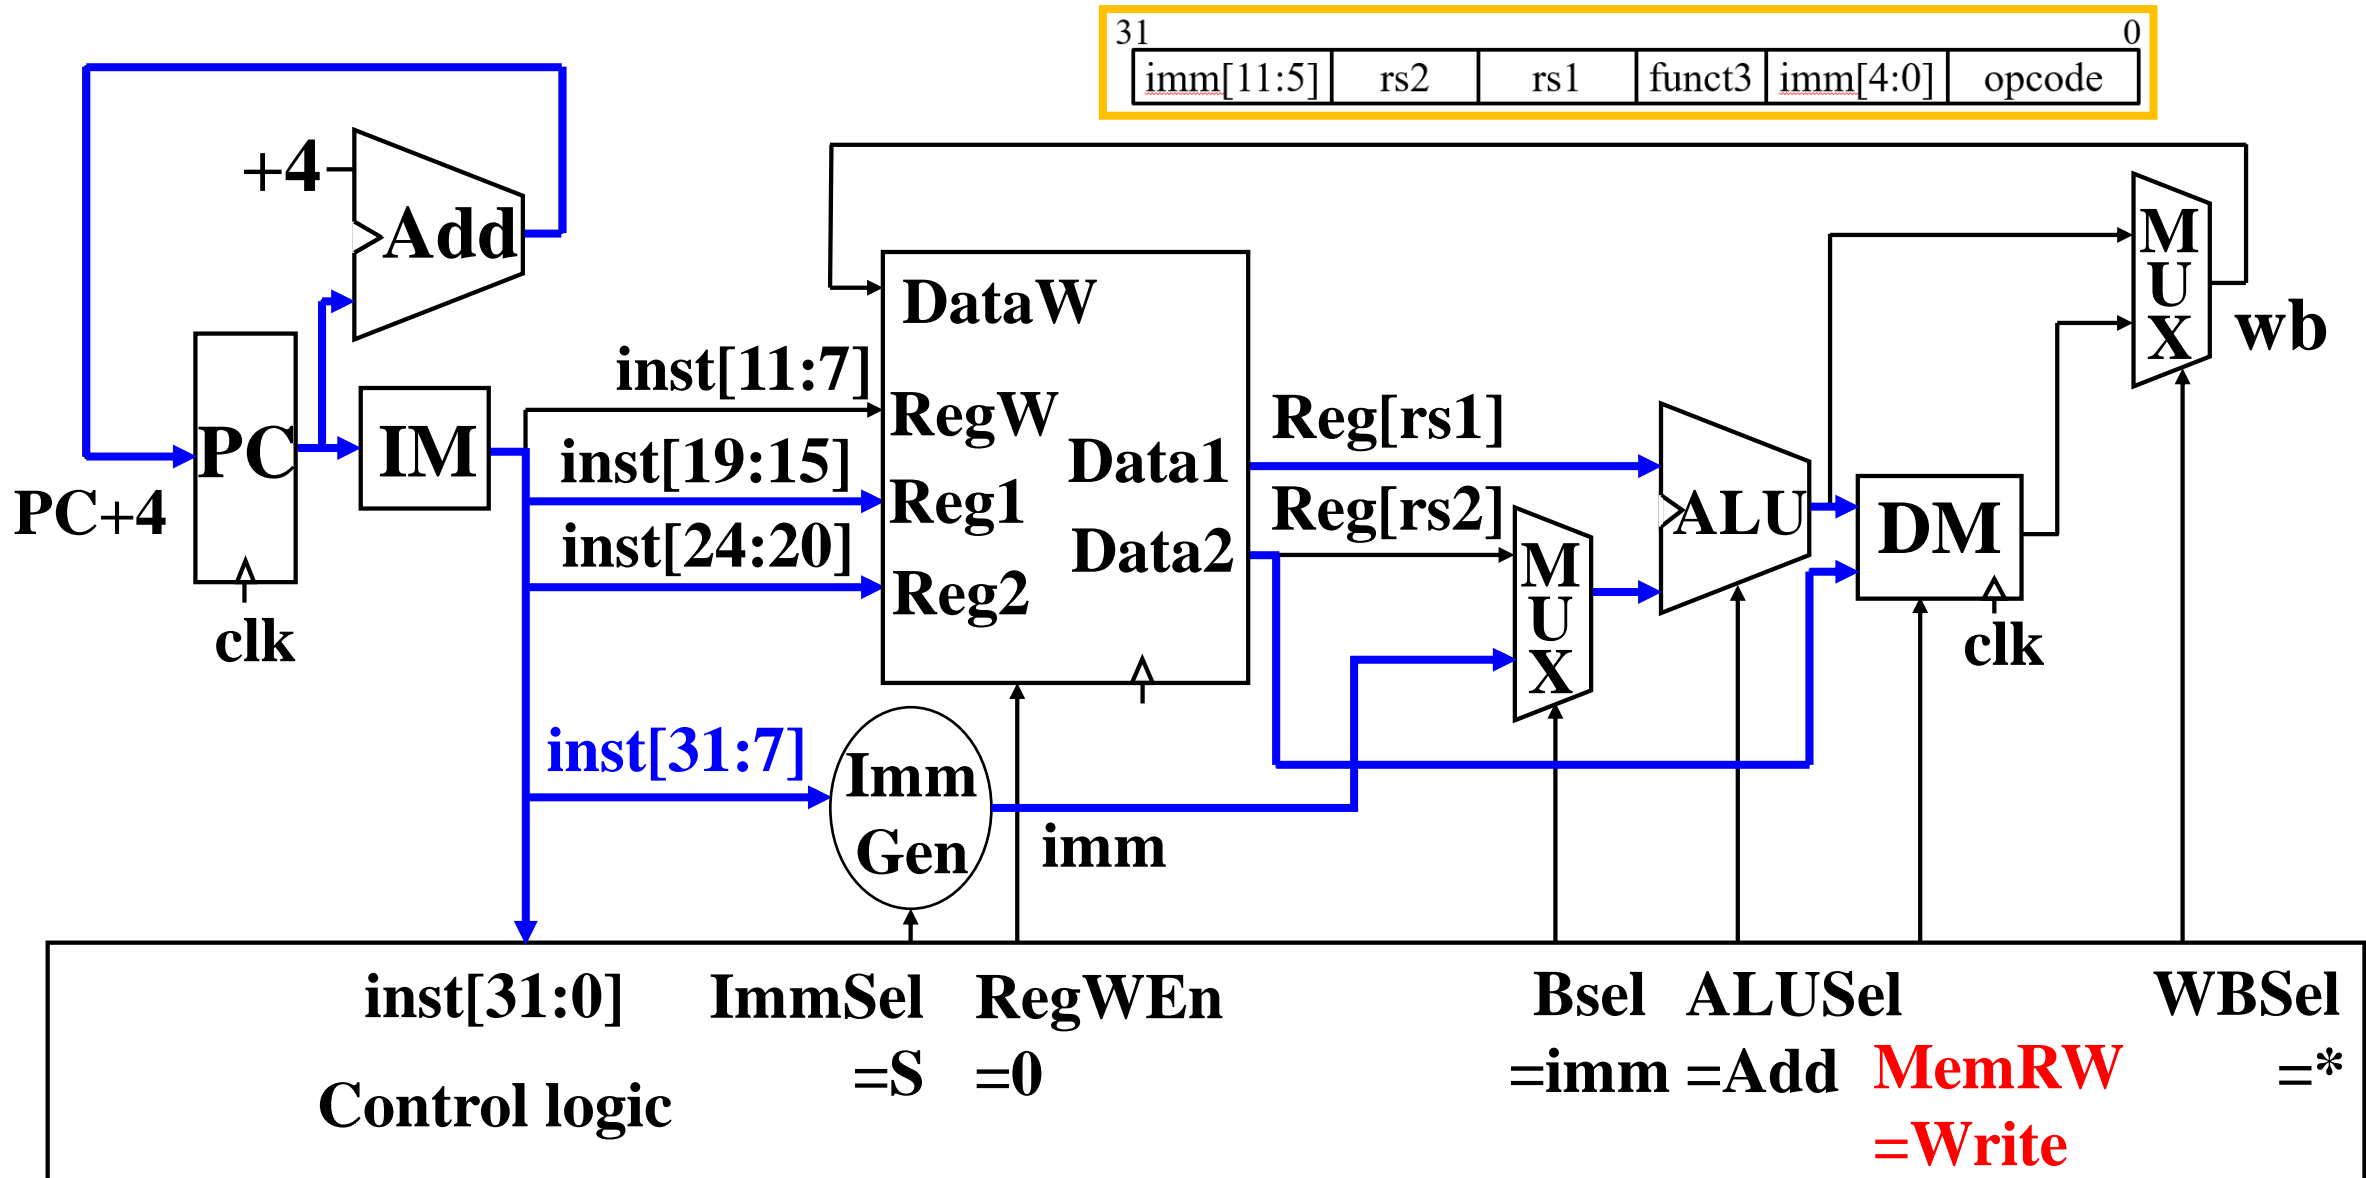 31 0
imm[11:5] rs2 rs1 funct3 imm[4:0] opcode
+4
Add
PC
IM
PC+4
clk
inst[11:7]
inst[19:15]
inst[24:20]
inst[31:7]
DataW
RegW
Reg1
Reg2
Data1
Data2
Reg[rs1]
Reg[rs2]
Imm
Gen
imm
M
U
X
ALU
DM
clk
M
U
X
wb
inst[31:0] ImmSel RegWEn Bsel ALUSel WBSel
=S =0 =imm =Add MemRW =*
Control logic
=Write